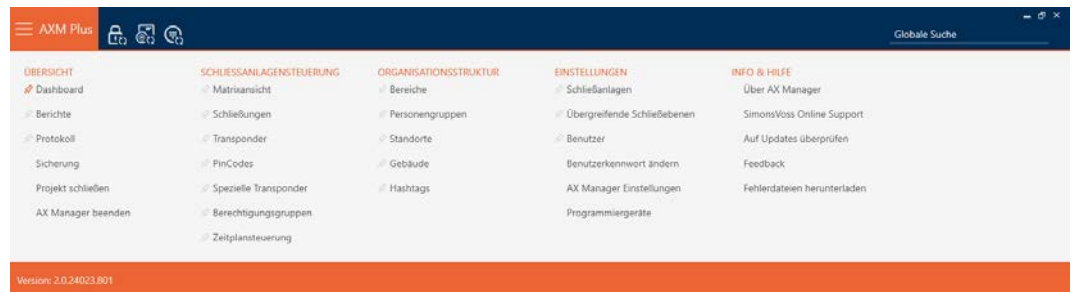 AXM Plus
Globale Suche
ÜBERSICHT
Dashboard
Berichte
Protokoll
Sicherung
Projekt schließen
AX Manager beenden
SCHLIESSANLAGENSTEUERUNG
Matrixansicht
Schließungen
Transponder
PinCodes
Spezielle Transponder
Berechtigungsgruppen
Zeitplansteuerung
ORGANISATIONSSTRUKTUR
Bereiche
Personengruppen
Standorte
Gebäude
Hashtags
EINSTELLUNGEN
Schließanlagen
Übergreifende Schließebenen
Benutzer
Benutzerkennwort ändern
AX Manager Einstellungen
Programmiergeräte
INFO & HILFE
Über AX Manager
SimonsVoss Online Support
Auf Updates überprüfen
Feedback
Fehlerdateien herunterladen
Version: 2.0.24023.801